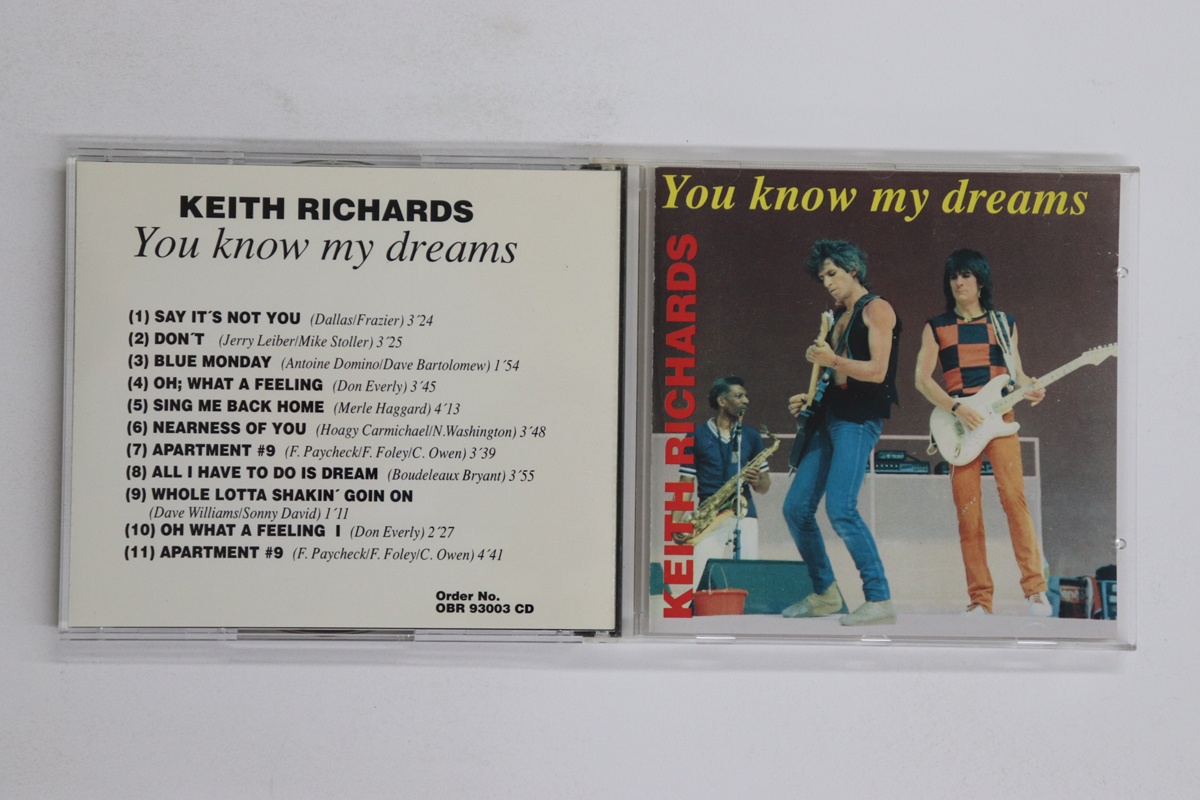 KEITH RICHARDS
You know my dreams
(1) SAY IT´S NOT YOU (Dallas/Frazier) 3´24
(2) DON´T (Jerry Leiber/Mike Stoller) 3´25
(3) BLUE MONDAY (Antoine Domino/Dave Bartolomew) 1´54
(4) OH; WHAT A FEELING (Don Everly) 3´45
(5) SING ME BACK HOME (Merle Haggard) 4´13
(6) NEARNESS OF YOU (Hoagy Carmichael/N.Washington) 3´48
(7) APARTMENT #9 (F. Paycheck/F. Foley/C. Owen) 3´39
(8) ALL I HAVE TO DO IS DREAM (Boudeleaux Bryant) 3´55
(9) WHOLE LOTTA SHAKIN´ GOIN ON
(Dave Williams/Sonny David) 1´11
(10) OH WHAT A FEELING I (Don Everly) 2´27
(11) APARTMENT #9 (F. Paycheck/F. Foley/C. Owen) 4´41
Order No.
OBR 93003 CD
You know my dreams
KEITH RICHARDS